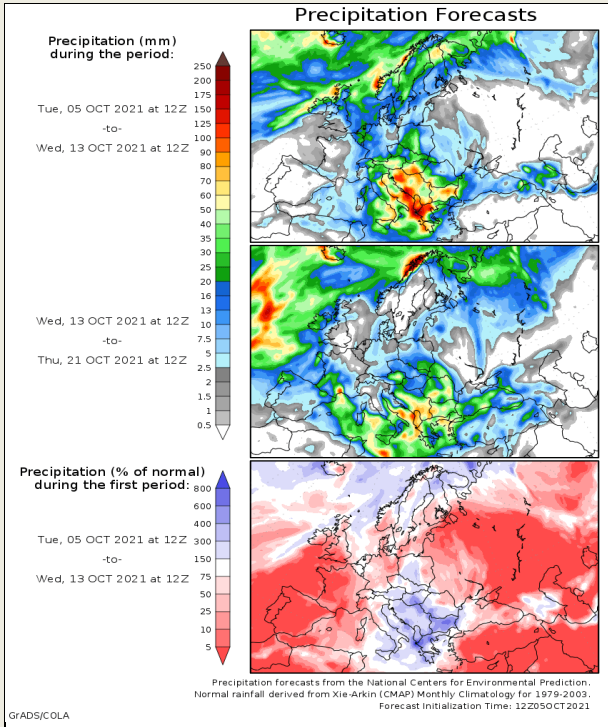 Precipitation Forecasts
Precipitation (mm)
during the period:
Tue, 05 OCT 2021 at 12Z
-to-
Wed, 13 OCT 2021 at 12Z
250
200
175
150
125
100
90
80
70
60
50
40
35
30
25
20
16
13
10
7.5
5
2.5
2
1.5
1
0.5
Wed, 13 OCT 2021 at 12Z
-to-
Thu, 21 OCT 2021 at 12Z
Precipitation (% of normal)
during the first period:
Tue, 05 OCT 2021 at 12Z
-to-
Wed, 13 OCT 2021 at 12Z
800
600
400
300
150
75
50
25
10
5
Precipitation forecasts from the National Centers for Environmental Prediction.
Normal rainfall derived from Xie-Arkin (CMAP) Monthly Climatology for 1979-2003.
Forecast Initialization Time: 12Z05OCT2021
GrADS/COLA